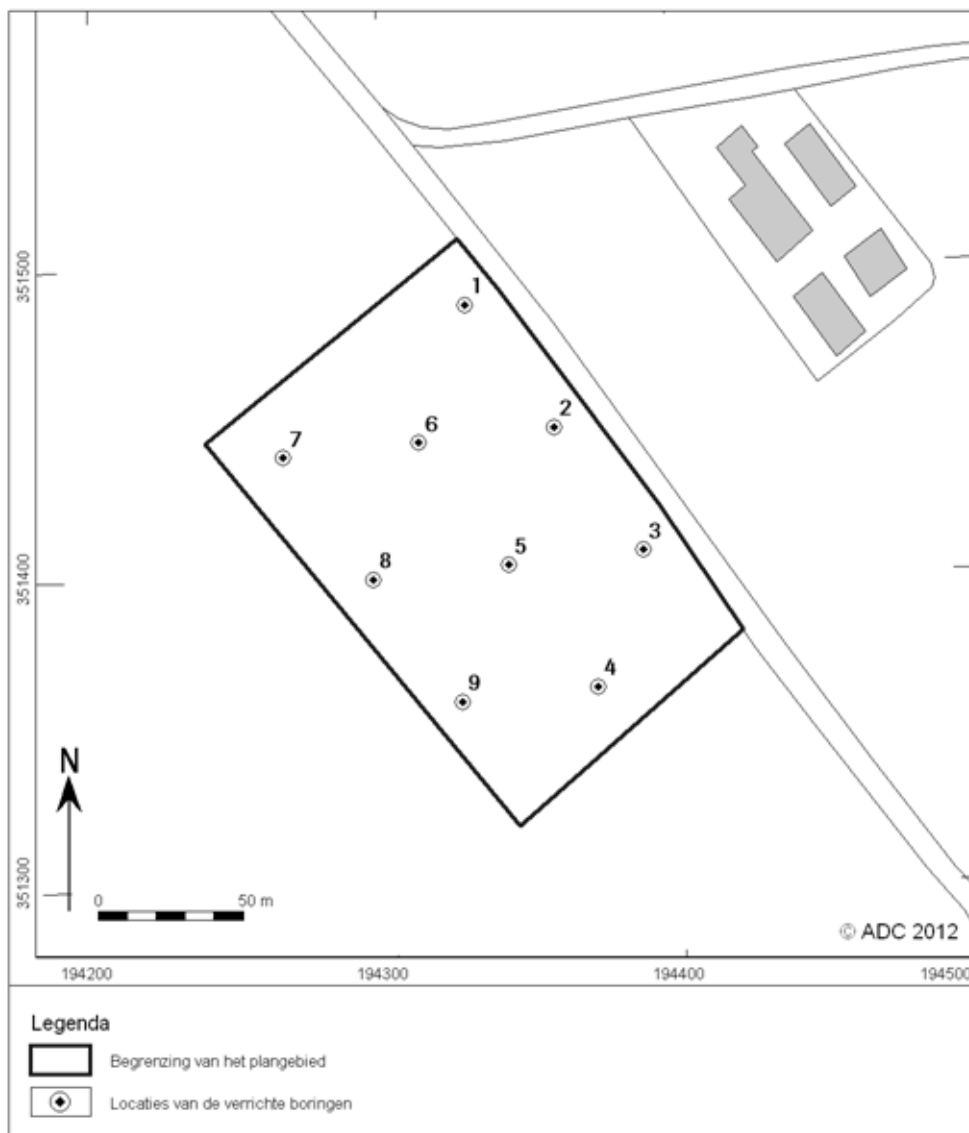 351500
1
2
6
7
3
5
8
351400
4
9
N
351300
0 50 m
© ADC 2012
194200 194300 194400 194500
Legenda
Begrenzing van het plangebied
Locaties van de verrichte boringen